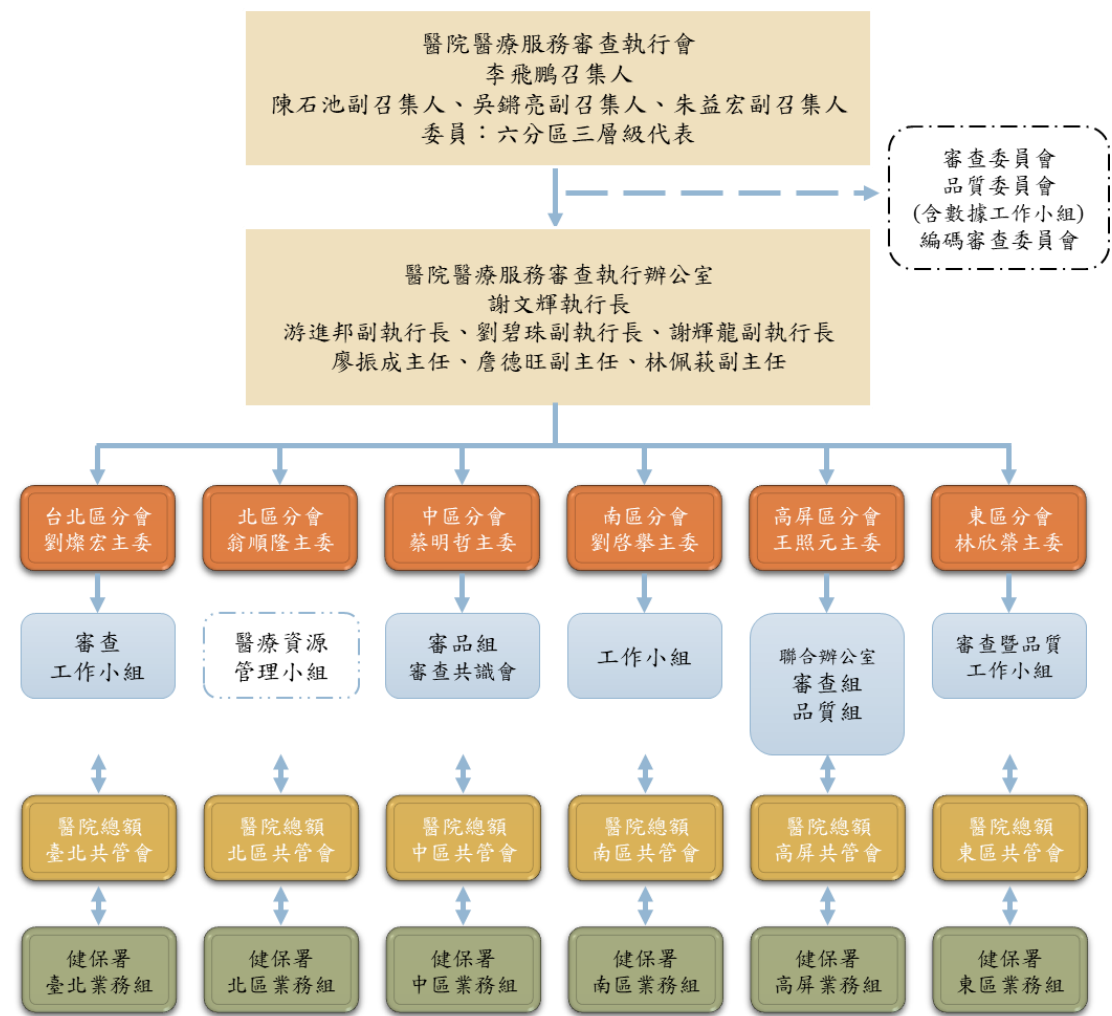 醫院醫療服務審查執行會
李飛鵬召集人
陳石池副召集人、吳鏘亮副召集人、朱益宏副召集人
委員：六分區三層級代表
審查委員會
品質委員會
(含數據工作小組)
編碼審查委員會
醫院醫療服務審查執行辦公室
謝文輝執行長
游進邦副執行長、劉碧珠副執行長、謝輝龍副執行長
廖振成主任、詹德旺副主任、林佩萩副主任
台北區分會
劉燦宏主委
北區分會
翁順隆主委
中區分會
蔡明哲主委
南區分會
劉啓舉主委
高屏區分會
王照元主委
東區分會
林欣榮主委
審查
工作小組
醫療資源
管理小組
審品組
審查共識會
工作小組
聯合辦公室
審查組
品質組
審查暨品質
工作小組
醫院總額
臺北共管會
醫院總額
北區共管會
醫院總額
中區共管會
醫院總額
南區共管會
醫院總額
高屏共管會
醫院總額
東區共管會
健保署
臺北業務組
健保署
北區業務組
健保署
中區業務組
健保署
南區業務組
健保署
高屏業務組
健保署
東區業務組